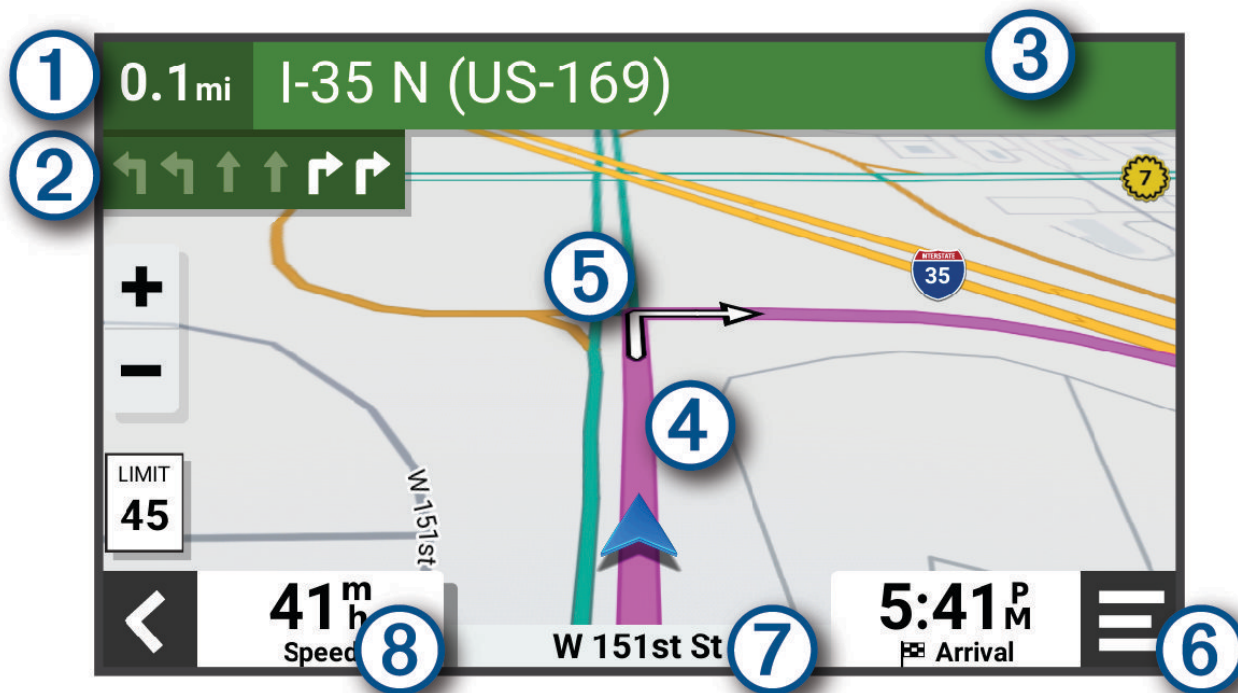 1
0.1mi
I-35 N (US-169)
3
2
7
5
INTERSTATE
35
+
−
4
LIMIT
45
W 151st
41 mh
Speed
8
W 151st St
7
5:41 PM
Arrival
6